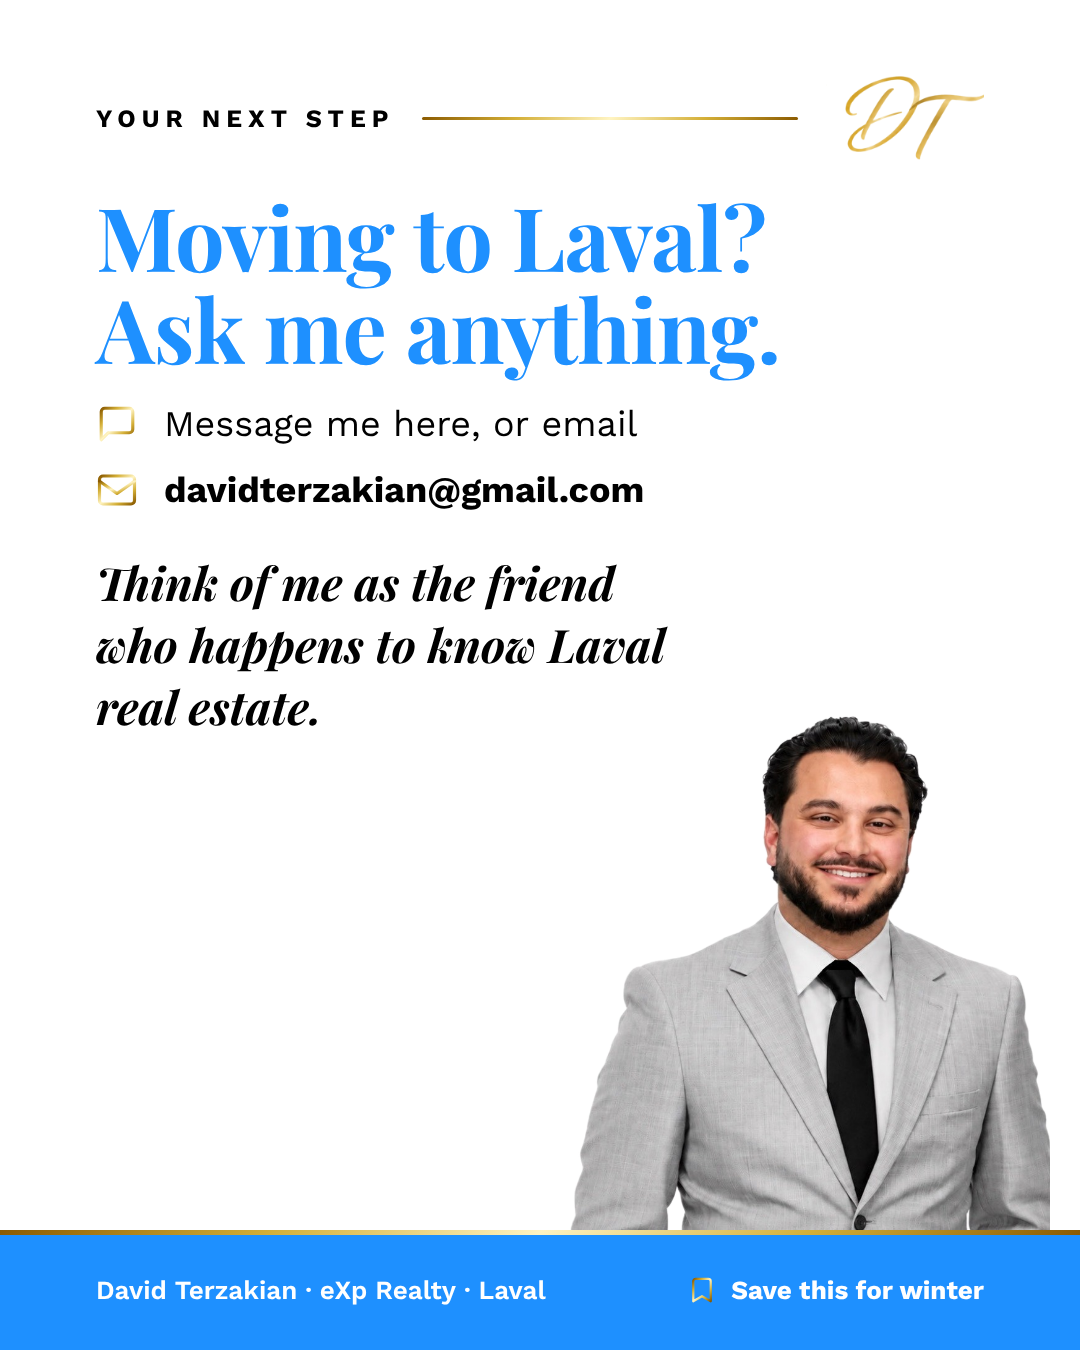 YOUR NEXT STEP
DT
Moving to Laval?
Ask me anything.
Message me here, or email
davidterzakian@gmail.com
Think of me as the friend
who happens to know Laval
real estate.
David Terzakian · eXp Realty · Laval
Save this for winter